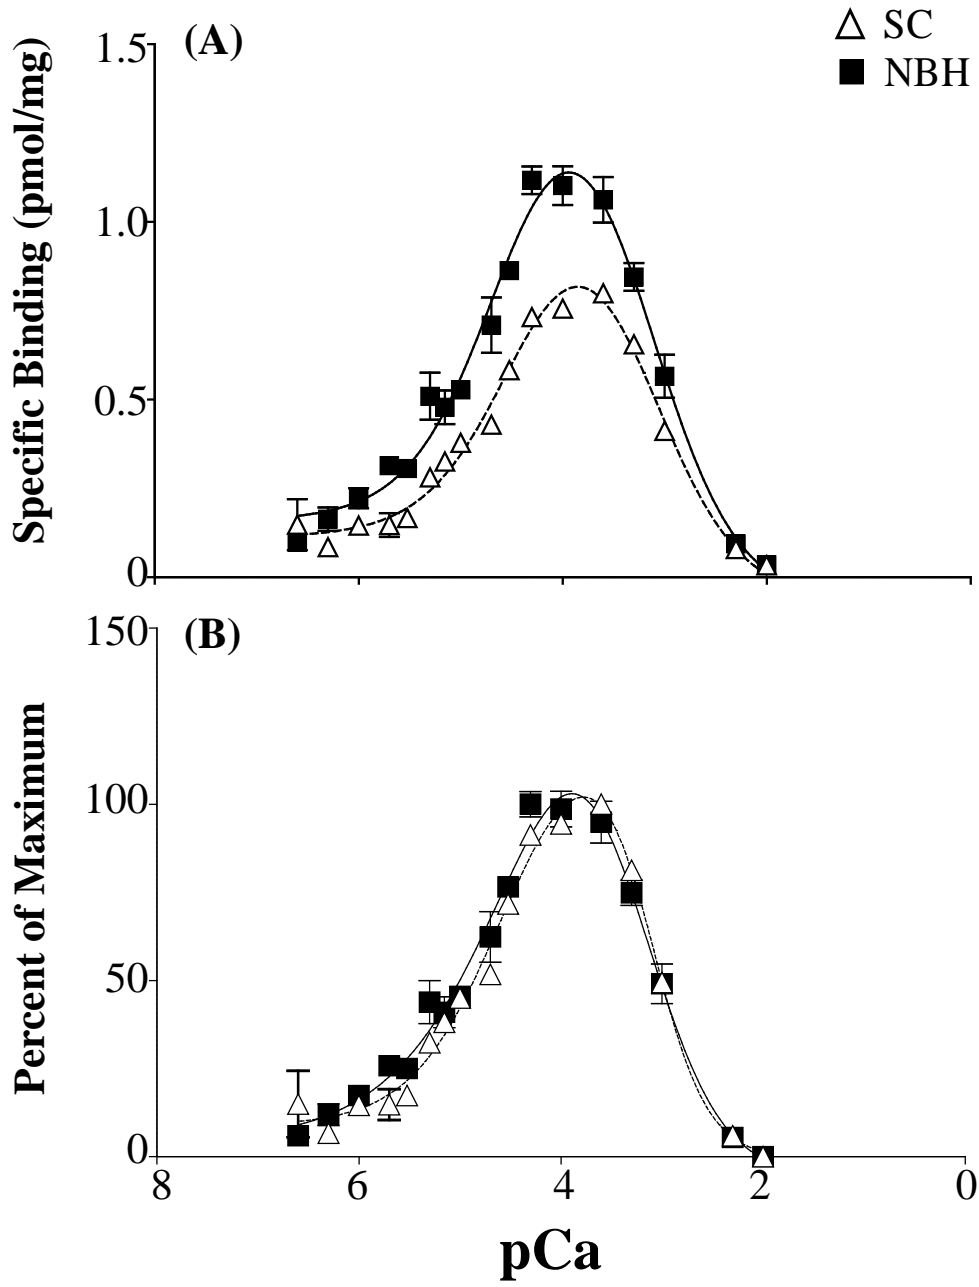 SC
NBH
(A)
Specific Binding (pmol/mg)
1.5
1.0
0.5
0
(B)
Percent of Maximum
150
100
50
0
8 6 4 2 0
pCa